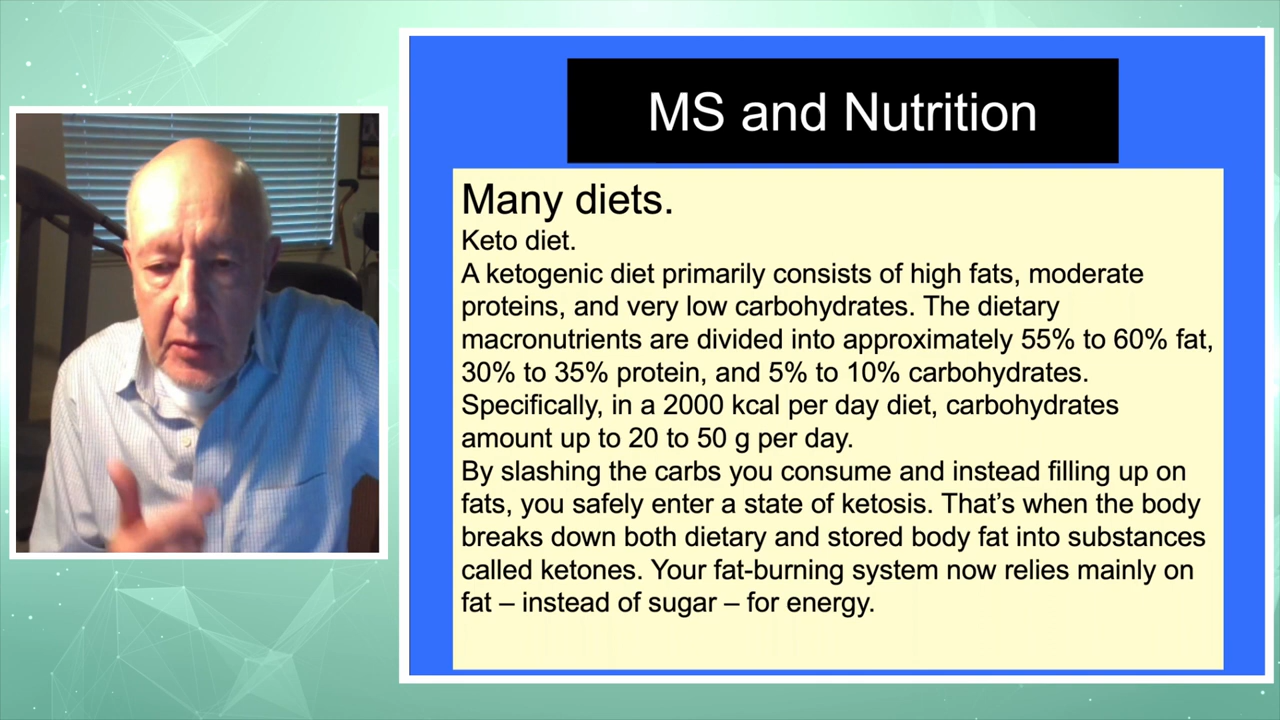 MS and Nutrition
Many diets.
Keto diet.
A ketogenic diet primarily consists of high fats, moderate
proteins, and very low carbohydrates. The dietary
macronutrients are divided into approximately 55% to 60% fat,
30% to 35% protein, and 5% to 10% carbohydrates.
Specifically, in a 2000 kcal per day diet, carbohydrates
amount up to 20 to 50 g per day.
By slashing the carbs you consume and instead filling up on
fats, you safely enter a state of ketosis. That’s when the body
breaks down both dietary and stored body fat into substances
called ketones. Your fat-burning system now relies mainly on
fat – instead of sugar – for energy.